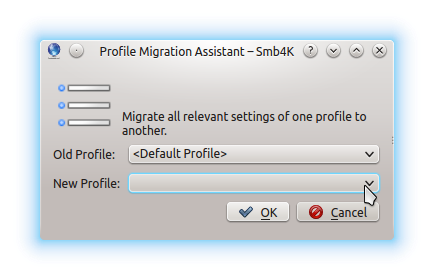 Profile Migration Assistant – Smb4K
Migrate all relevant settings of one profile to
another.
Old Profile: <Default Profile>
New Profile:
OK Cancel